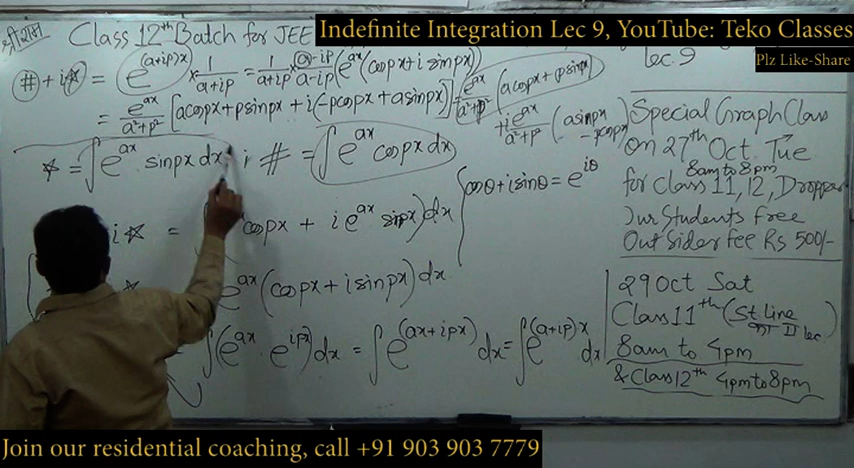 श्रीराम Class 12th Batch for JEE
Indefinite Integration Lec 9, YouTube: Teko Classes
Lec. 9
Plz Like-Share
# + i☆ = e^(a+ip)x × 1/(a+ip) = 1/(a+ip) × (a-ip)/(a-ip) (e^ax (cospx + i sinpx))
= e^ax/(a²+p²) [acospx + psinpx + i(-pcospx + asinpx)] = e^ax/(a²+p²) (acospx + psinpx)
+ i e^ax/(a²+p²) (asinpx - pcospx)
☆ = ∫e^ax sinpx dx ; # = ∫e^ax cospx dx
cosθ + isinθ = e^iθ
i☆ = cospx + i e^ax sinpx) dx
e^ax (cospx + i sinpx) dx
= ∫(e^ax · e^ipx) dx = ∫e^(ax+ipx) dx = ∫e^(a+ip)x dx
Special Graph Class
on 27th Oct. Tue
8am to 8pm
for Class 11, 12, Dropper
Our Students free
Out Sider fee Rs 500/-
29 Oct Sat
Class 11th (St. Line II lec.)
8am to 4pm
& Class 12th 4pm to 8pm
Join our residential coaching, call +91 903 903 7779